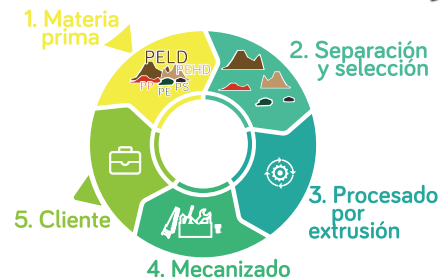 1. Materia
prima
PELD
PEHD
PP
PE
PS
2. Separación
y selección
3. Procesado
por
extrusión
4. Mecanizado
5. Cliente